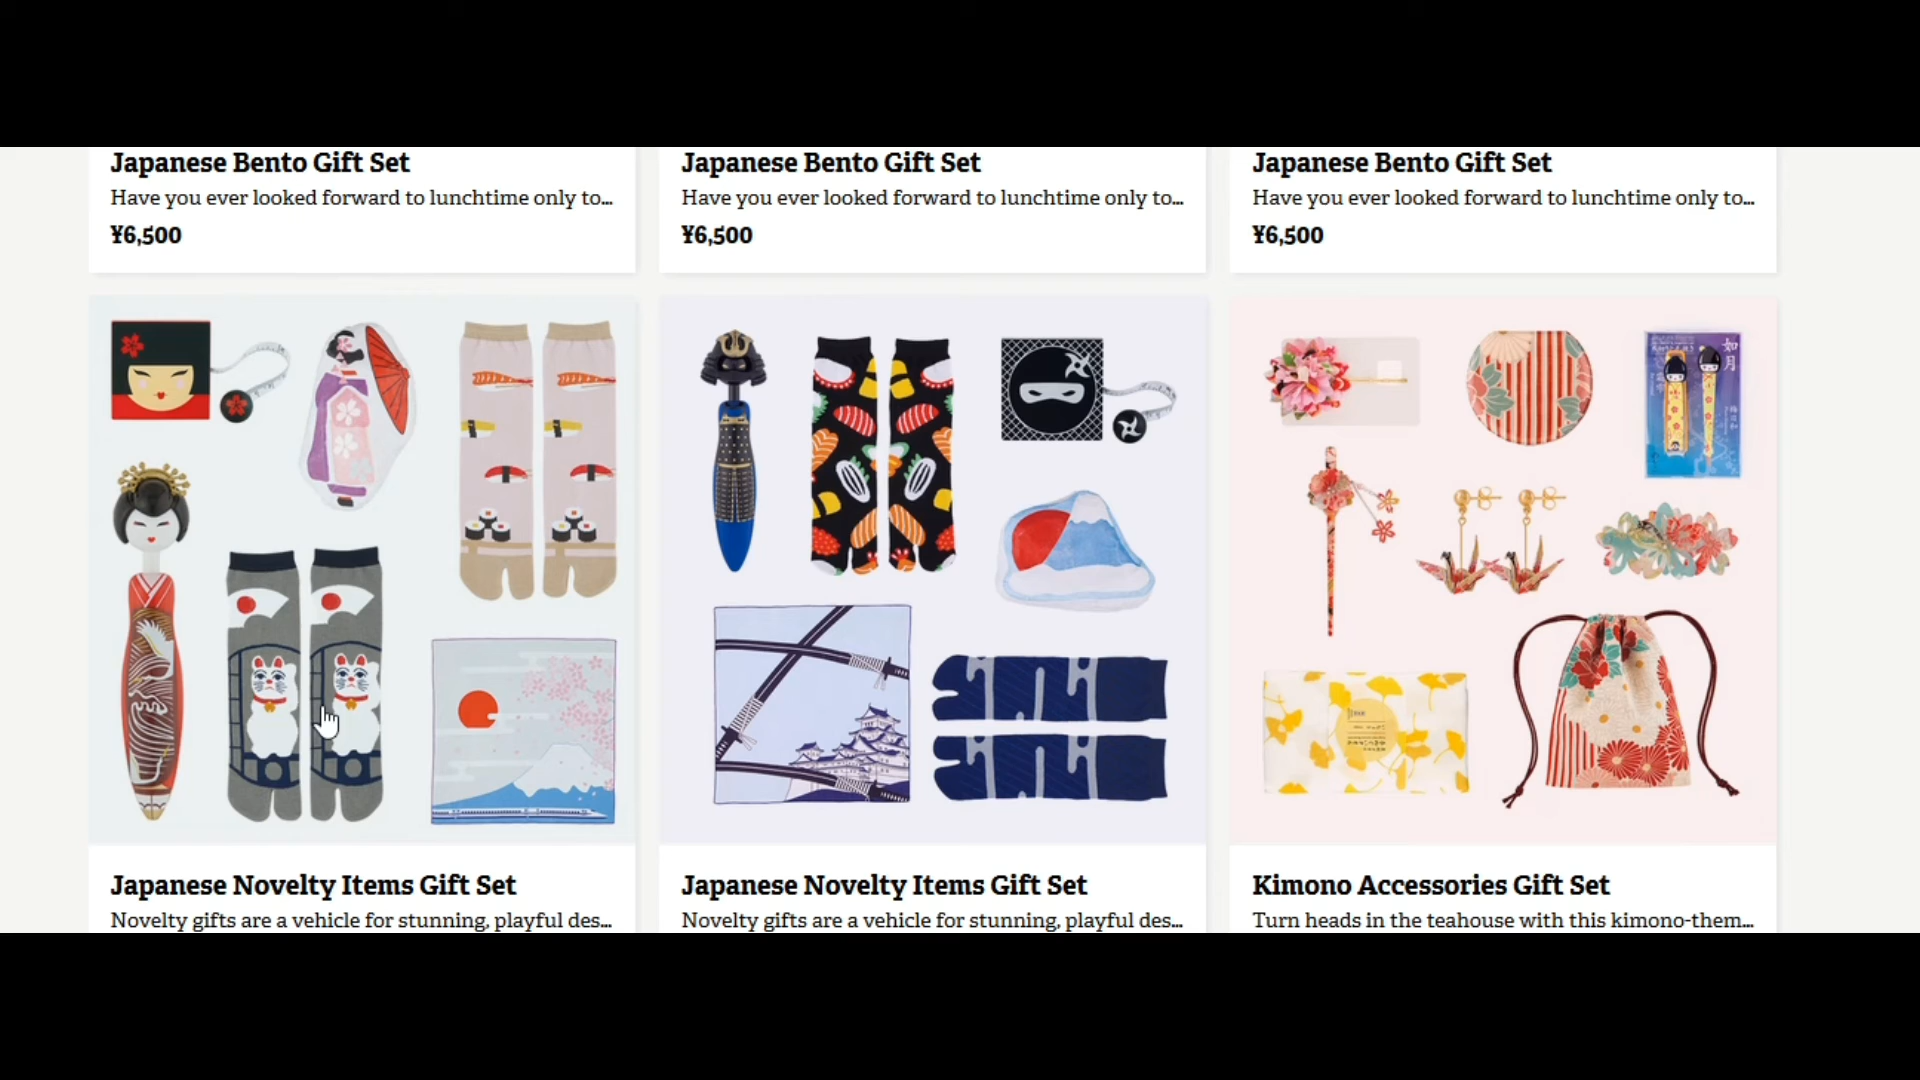 Japanese Bento Gift Set
Have you ever looked forward to lunchtime only to...
¥6,500
Japanese Bento Gift Set
Have you ever looked forward to lunchtime only to...
¥6,500
Japanese Bento Gift Set
Have you ever looked forward to lunchtime only to...
¥6,500
如月
Japanese Novelty Items Gift Set
Novelty gifts are a vehicle for stunning, playful des...
Japanese Novelty Items Gift Set
Novelty gifts are a vehicle for stunning, playful des...
Kimono Accessories Gift Set
Turn heads in the teahouse with this kimono-them...